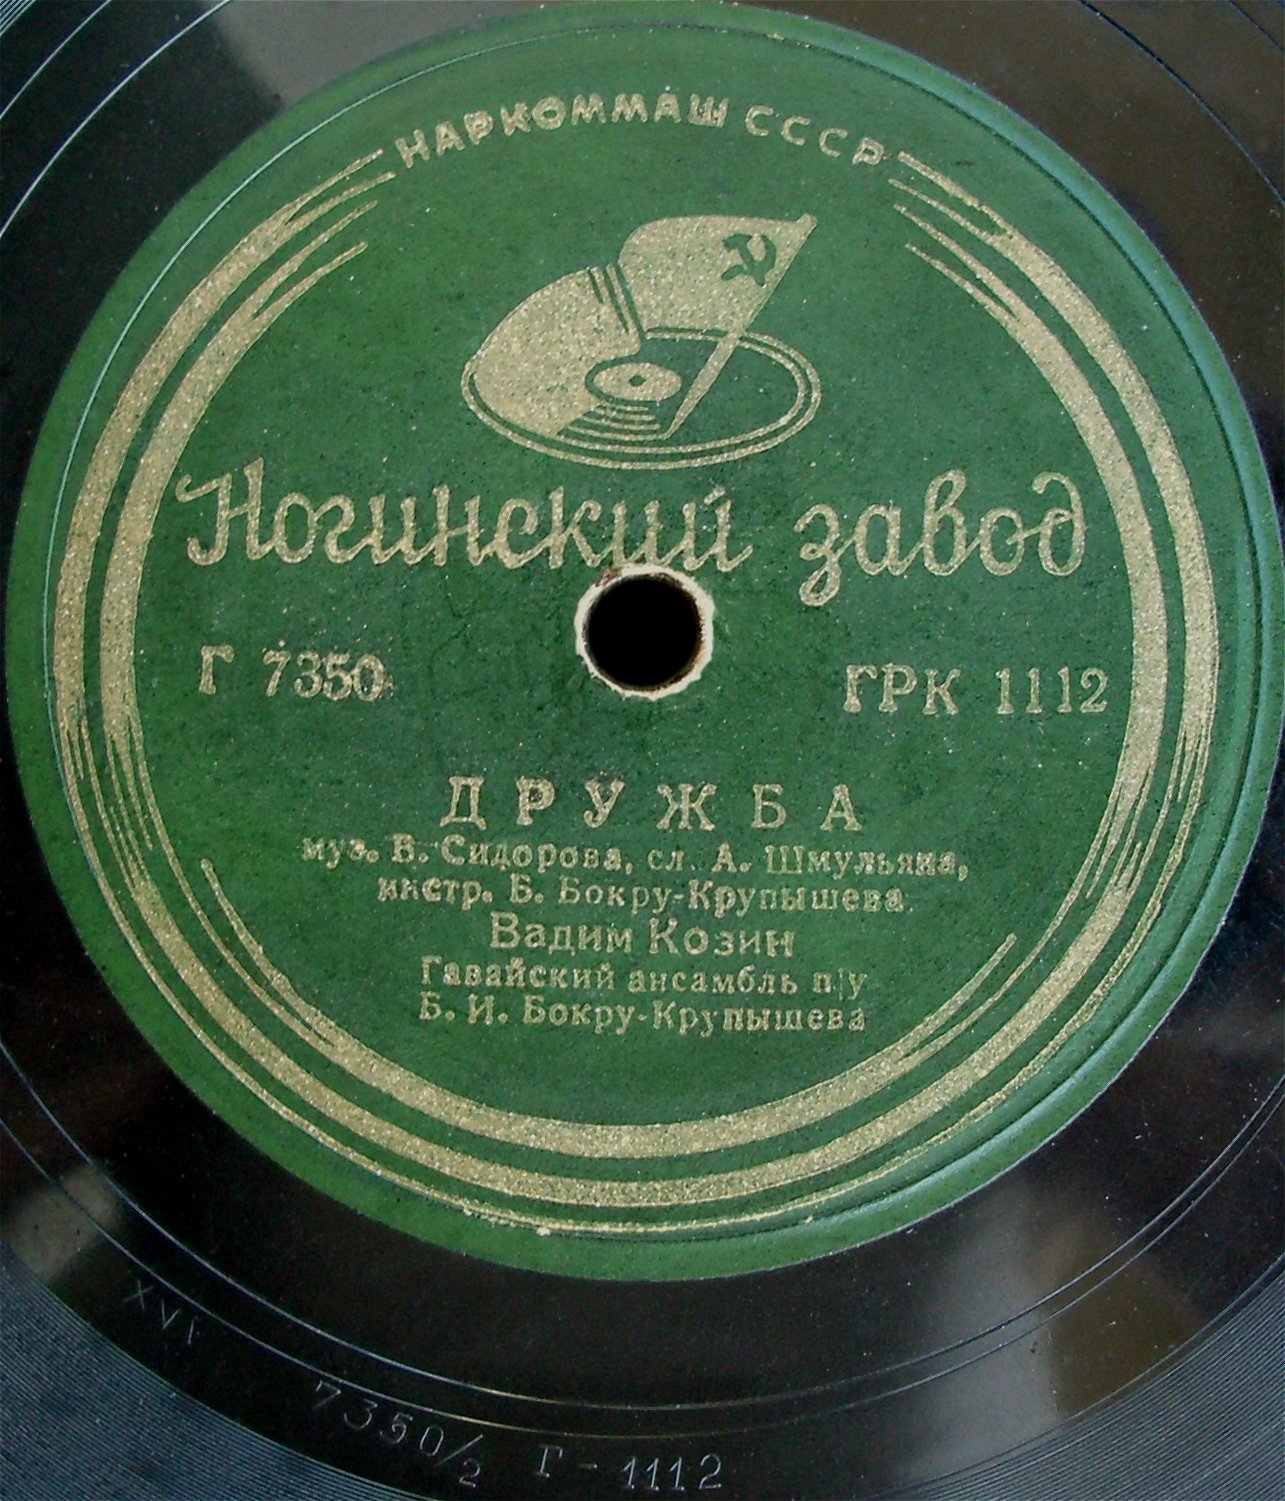 НАРКОММАШ СССР
Ногинский завод
Г 7350 ГРК 1112
ДРУЖБА
муз. В. Сидорова, сл. А. Шмульяна,
инстр. Б. Бокру-Крупышева
Вадим Козин
Гавайский ансамбль п/у
Б. И. Бокру-Крупышева
XVI 7350/2 Г-1112